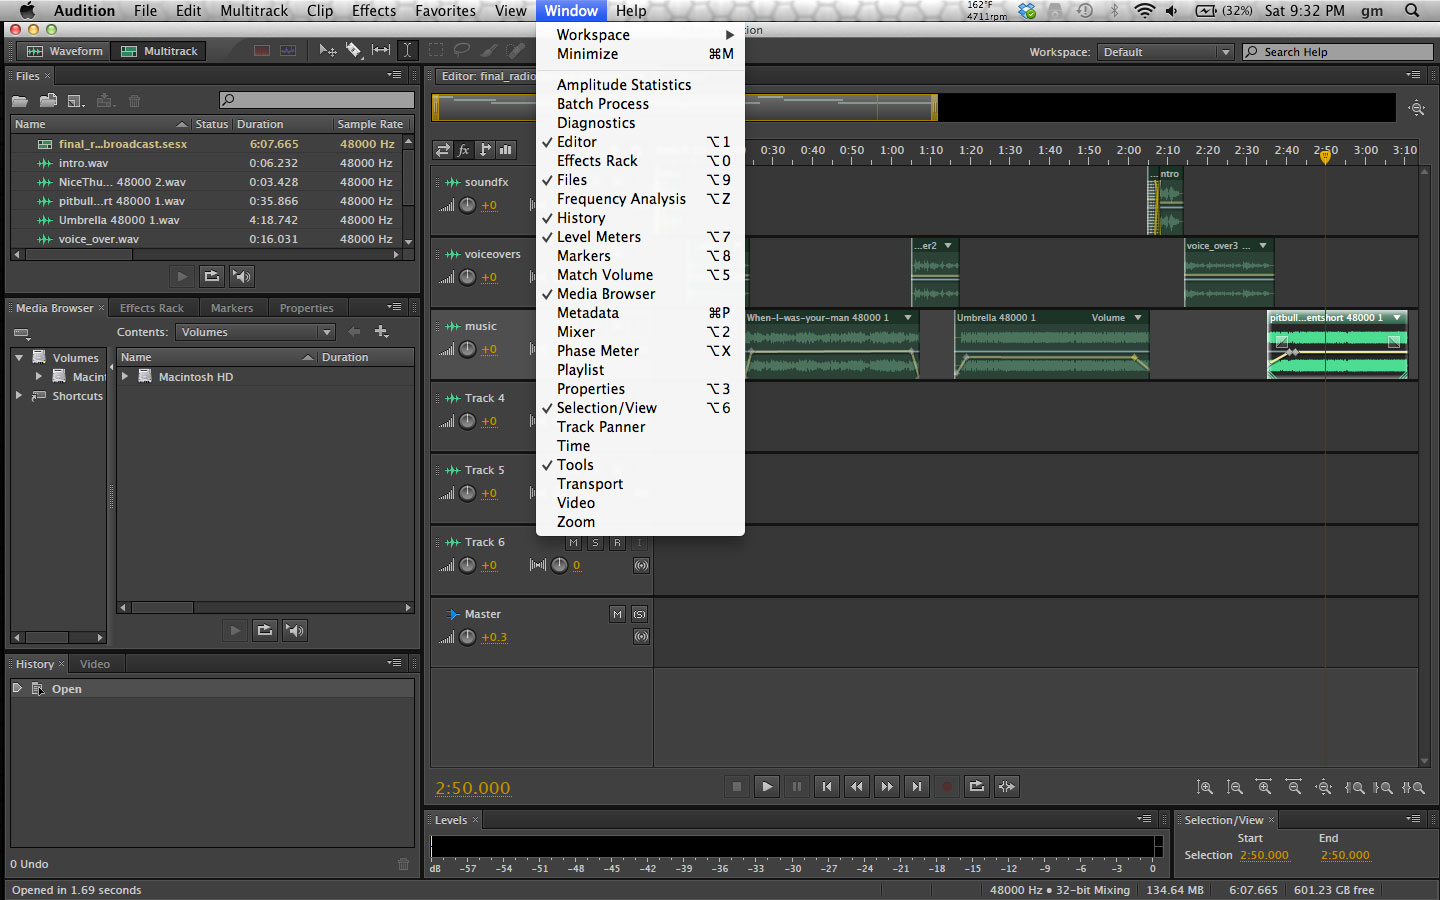 Audition File Edit Multitrack Clip Effects Favorites View Window Help 162°F 4711rpm (32%) Sat 9:32 PM gm
Waveform Multitrack Workspace: Default Search Help
Workspace
Minimize ⌘M
Amplitude Statistics
Batch Process
Diagnostics
✓ Editor ⌥1
Effects Rack ⌥0
✓ Files ⌥9
Frequency Analysis ⌥Z
✓ History
✓ Level Meters ⌥7
Markers ⌥8
Match Volume ⌥5
✓ Media Browser
Metadata ⌘P
Mixer ⌥2
Phase Meter ⌥X
Playlist
Properties ⌥3
✓ Selection/View ⌥6
Track Panner
Time
✓ Tools
Transport
Video
Zoom
Files
Name Status Duration Sample Rate
final_r...broadcast.sesx 6:07.665 48000 Hz
intro.wav 0:06.232 48000 Hz
NiceThu... 48000 2.wav 0:03.428 48000 Hz
pitbull...rt 48000 1.wav 0:35.866 48000 Hz
Umbrella 48000 1.wav 4:18.742 48000 Hz
voice_over.wav 0:16.031 48000 Hz
Media Browser Effects Rack Markers Properties
Contents: Volumes
Volumes
Macint
Shortcuts
Name Duration
Macintosh HD
History Video
Open
0 Undo
Opened in 1.69 seconds
Editor: final_radio
fx
0:30 0:40 0:50 1:00 1:10 1:20 1:30 1:40 1:50 2:00 2:10 2:20 2:30 2:40 2:50 3:00 3:10
soundfx
+0
... ntro
voiceovers
+0
...er2 voice_over3 ...
music
+0
When-I-was-your-man 48000 1 Umbrella 48000 1 Volume pitbull...entshort 48000 1
Track 4
+0
Track 5
+0
Track 6 M S R I
+0 0
Master M (S)
+0.3
2:50.000
Levels
dB -57 -54 -51 -48 -45 -42 -39 -36 -33 -30 -27 -24 -21 -18 -15 -12 -9 -6 -3 0
Selection/View
Start End
Selection 2:50.000 2:50.000
48000 Hz • 32-bit Mixing 134.64 MB 6:07.665 601.23 GB free